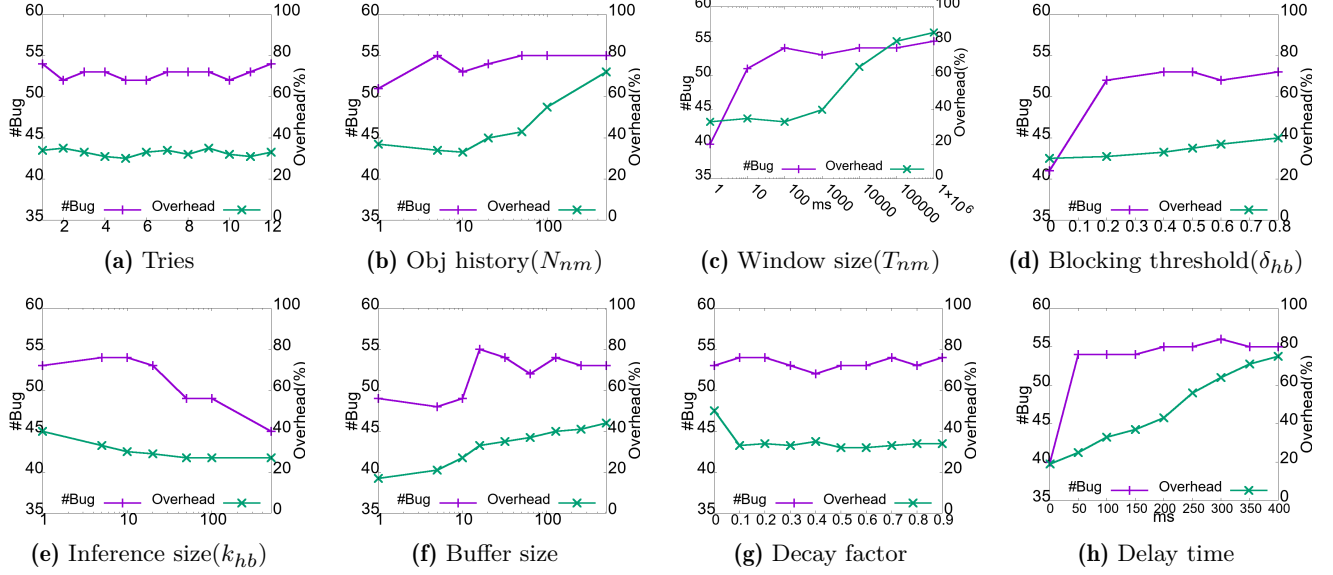 60 100
55 80
50 60
#Bug Overhead(%)
45 40
40 20
#Bug Overhead
35 0
2 4 6 8 10 12
(a) Tries
60 100
55 80
50 60
#Bug Overhead(%)
45 40
40 20
#Bug Overhead
35 0
1 10 100
(b) Obj history(N_nm)
60 100
55 80
50 60
#Bug Overhead(%)
45 40
40 20
#Bug Overhead
35 0
1 10 100 1000 10000 100000 1×10^6
ms
(c) Window size(T_nm)
60 100
55 80
50 60
#Bug Overhead(%)
45 40
40 20
#Bug Overhead
35 0
0 0.1 0.2 0.3 0.4 0.5 0.6 0.7 0.8
(d) Blocking threshold(δ_hb)
60 100
55 80
50 60
#Bug Overhead(%)
45 40
40 20
#Bug Overhead
35 0
1 10 100
(e) Inference size(k_hb)
60 100
55 80
50 60
#Bug Overhead(%)
45 40
40 20
#Bug Overhead
35 0
1 10 100
(f) Buffer size
60 100
55 80
50 60
#Bug Overhead(%)
45 40
40 20
#Bug Overhead
35 0
0 0.1 0.2 0.3 0.4 0.5 0.6 0.7 0.8 0.9
(g) Decay factor
60 100
55 80
50 60
#Bug Overhead(%)
45 40
40 20
#Bug Overhead
35 0
0 50 100 150 200 250 300 350 400
ms
(h) Delay time